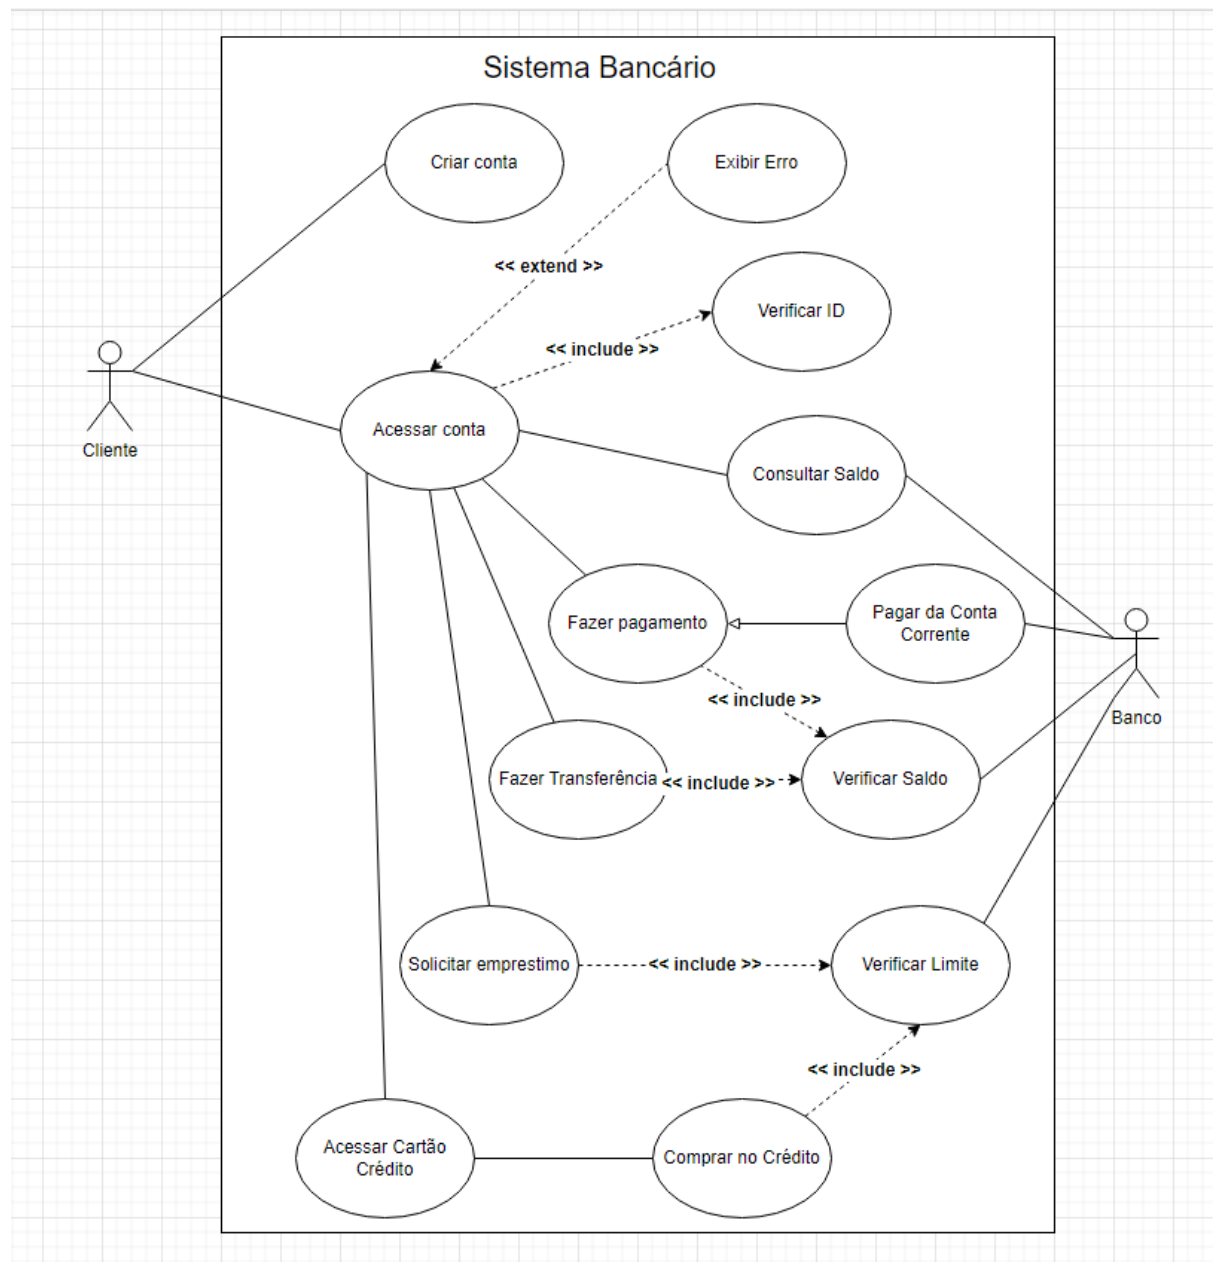 Sistema Bancário
Criar conta
Exibir Erro
<< extend >>
Verificar ID
<< include >>
Cliente
Acessar conta
Consultar Saldo
Fazer pagamento
Pagar da Conta
Corrente
<< include >>
Banco
Fazer Transferência
<< include >>
Verificar Saldo
Solicitar emprestimo
<< include >>
Verificar Limite
<< include >>
Acessar Cartão
Crédito
Comprar no Crédito